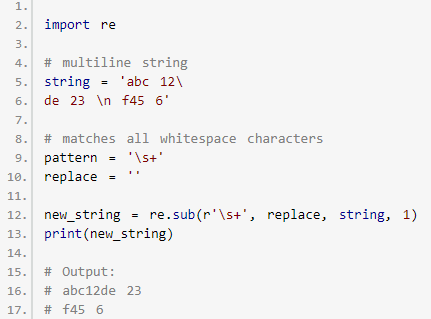 1.
2. import re
3.
4. # multiline string
5. string = 'abc 12\
6. de 23 \n f45 6'
7.
8. # matches all whitespace characters
9. pattern = '\s+'
10. replace = ''
11.
12. new_string = re.sub(r'\s+', replace, string, 1)
13. print(new_string)
14.
15. # Output:
16. # abc12de 23
17. # f45 6